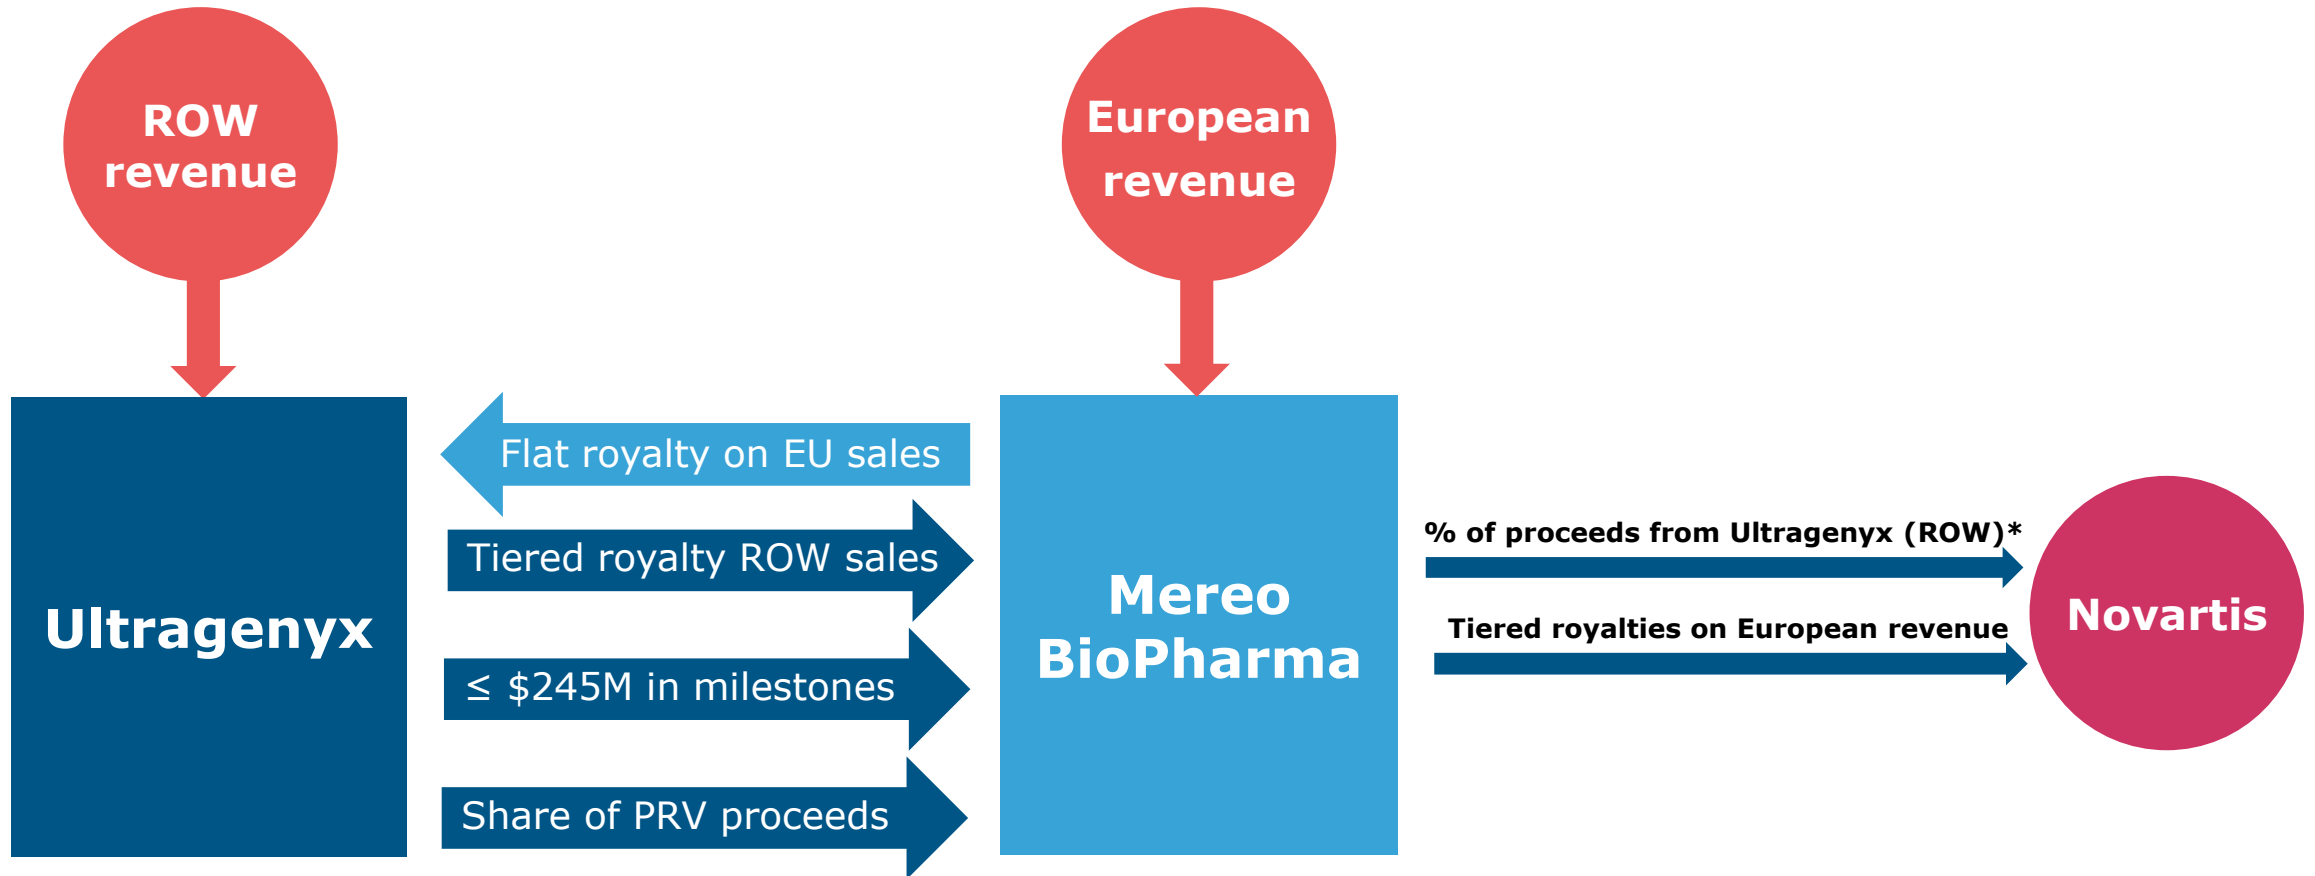 ROW
revenue
European
revenue
Flat royalty on EU sales
Tiered royalty ROW sales
≤ $245M in milestones
Share of PRV proceeds
Ultragenyx
Mereo
BioPharma
% of proceeds from Ultragenyx (ROW)*
Tiered royalties on European revenue
Novartis